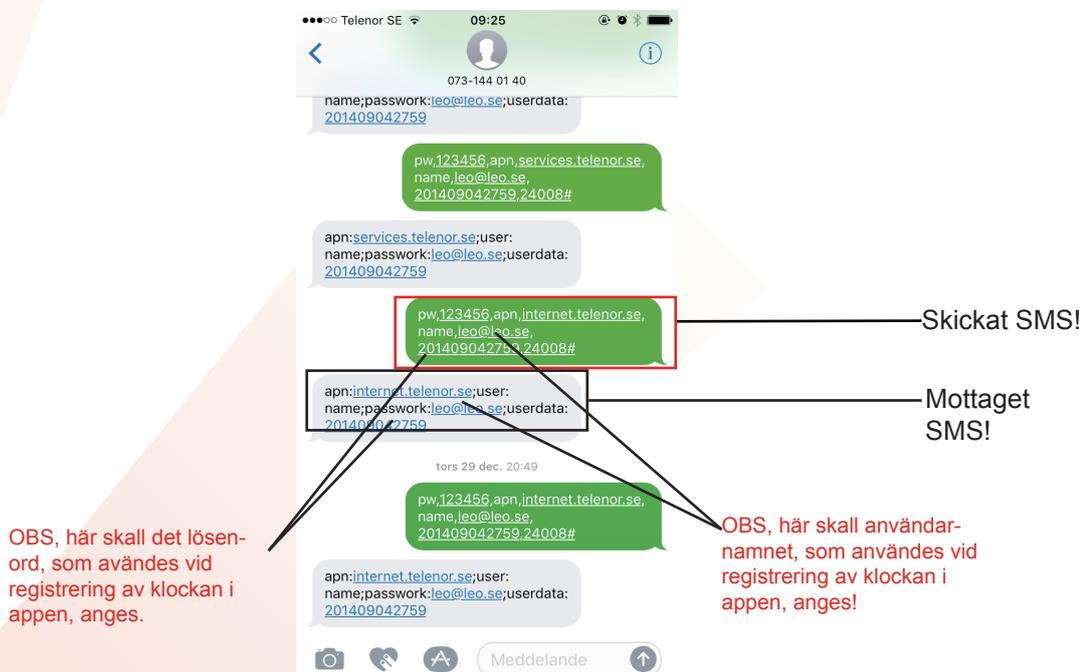 ●●●○○ Telenor SE 09:25
073-144 01 40
name;passwork:leo@leo.se;userdata:
201409042759
pw,123456,apn,services.telenor.se,
name,leo@leo.se,
201409042759,24008#
apn:services.telenor.se;user:
name;passwork:leo@leo.se;userdata:
201409042759
pw,123456,apn,internet.telenor.se,
name,leo@leo.se,
201409042759,24008#
Skickat SMS!
apn:internet.telenor.se;user:
name;passwork:leo@leo.se;userdata:
201409042759
Mottaget
SMS!
tors 29 dec. 20:49
pw,123456,apn,internet.telenor.se,
name,leo@leo.se,
201409042759,24008#
OBS, här skall det lösen-
ord, som avändes vid
registrering av klockan i
appen, anges.
OBS, här skall användar-
namnet, som användes vid
registrering av klockan i
appen, anges!
apn:internet.telenor.se;user:
name;passwork:leo@leo.se;userdata:
201409042759
Meddelande